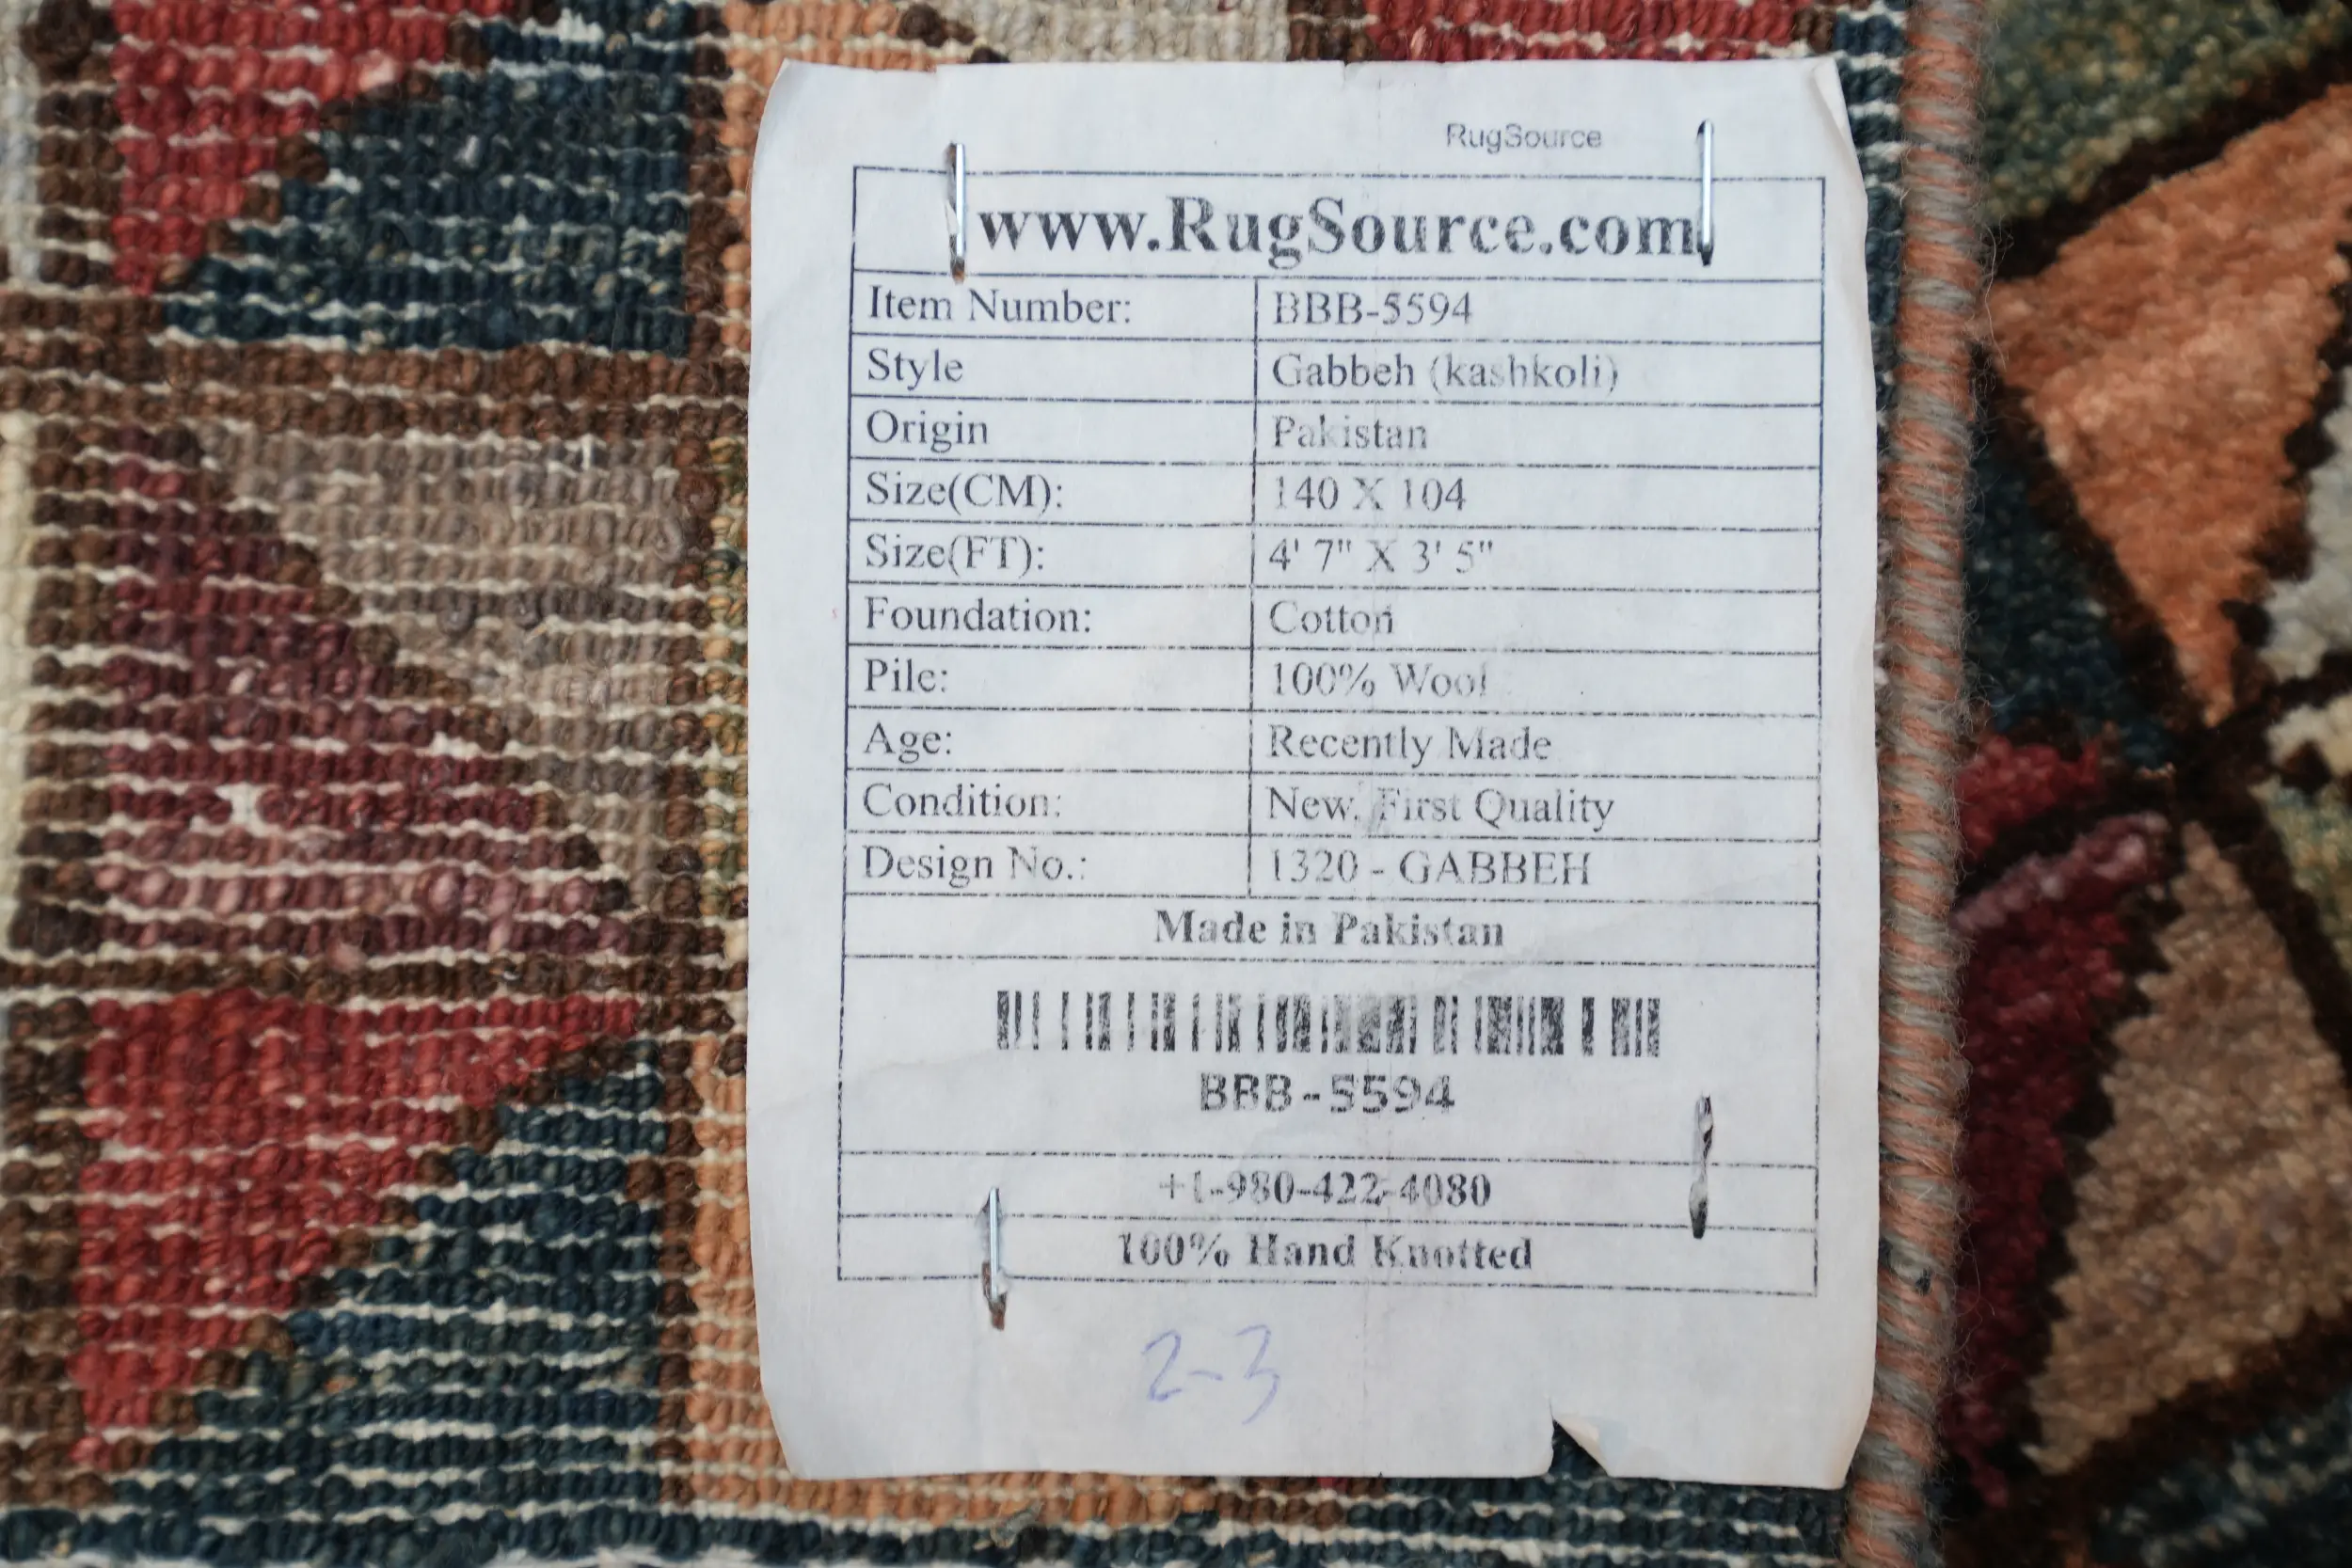 RugSource
www.RugSource.com
Item Number: BBB-5594
Style Gabbeh (kashkoli)
Origin Pakistan
Size(CM): 140 X 104
Size(FT): 4' 7" X 3' 5"
Foundation: Cotton
Pile: 100% Wool
Age: Recently Made
Condition: New, First Quality
Design No.: 1320 - GABBEH
Made in Pakistan
BBB-5594
+1-980-422-4080
100% Hand Knotted
2-3